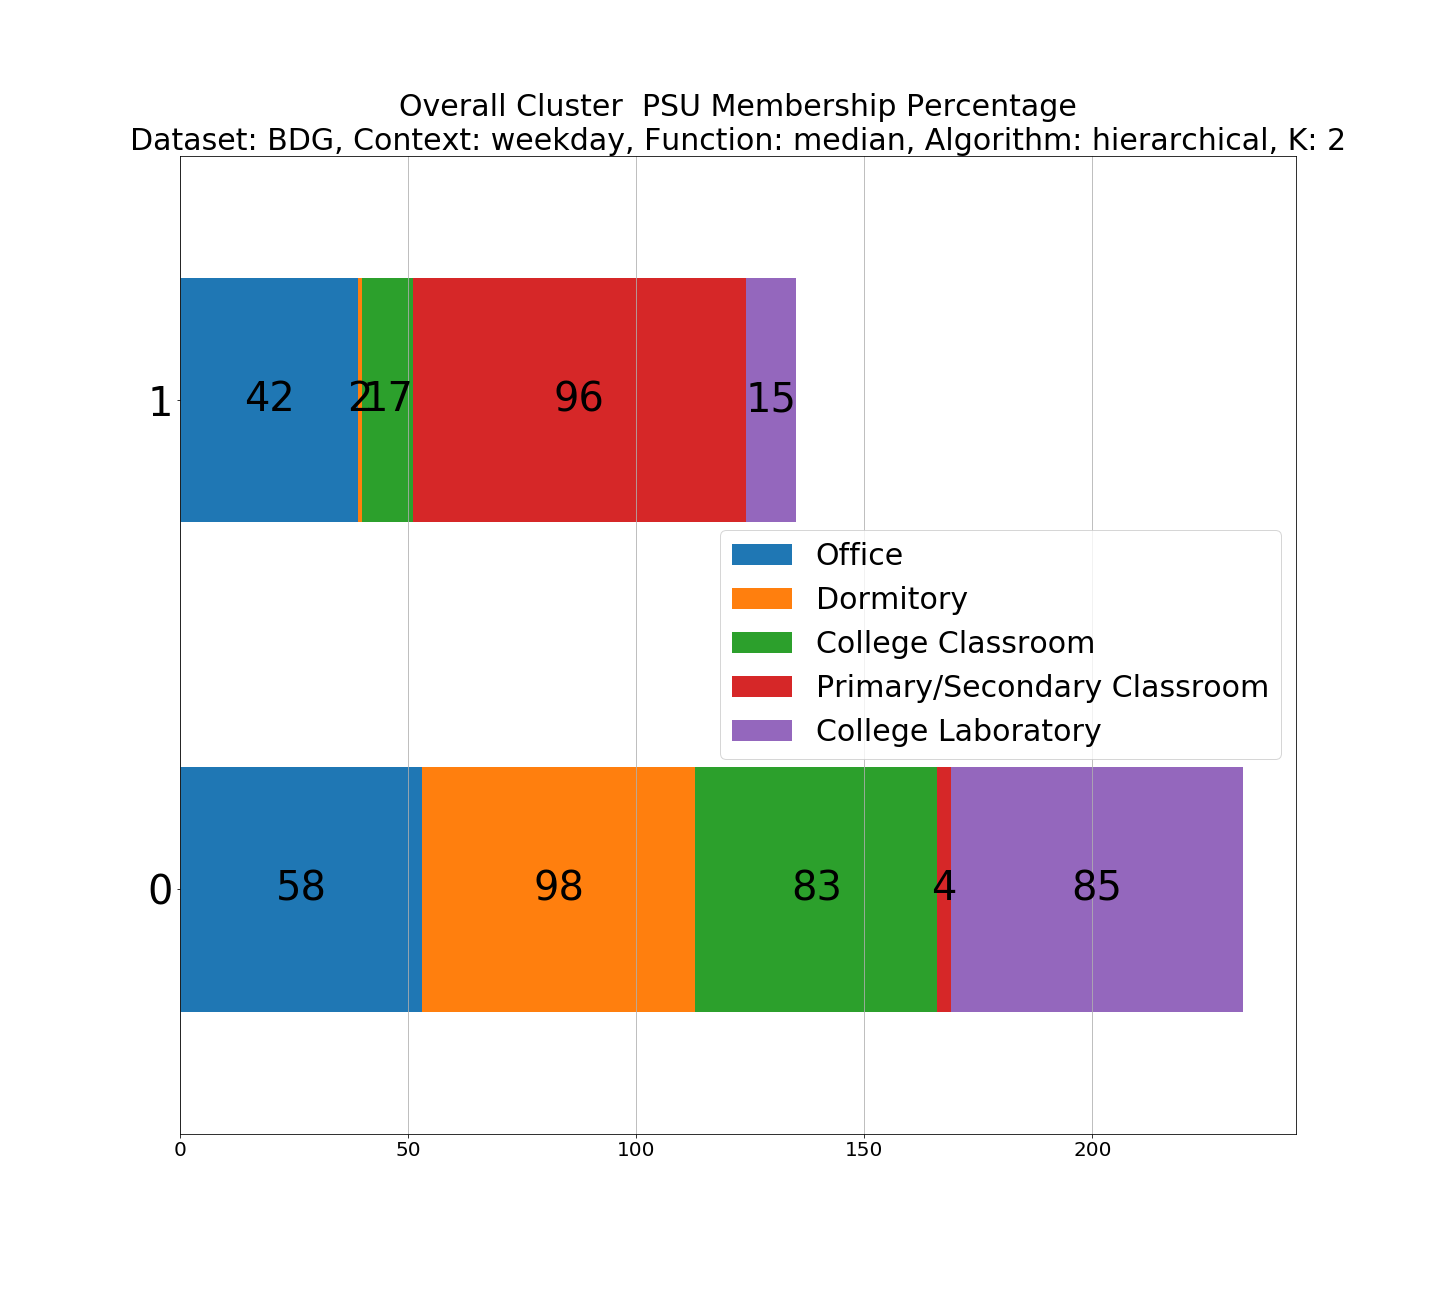 Overall Cluster  PSU Membership Percentage
Dataset: BDG, Context: weekday, Function: median, Algorithm: hierarchical, K: 2
1
42
2
17
96
15
Office
Dormitory
College Classroom
Primary/Secondary Classroom
College Laboratory
0
58
98
83
4
85
0
50
100
150
200